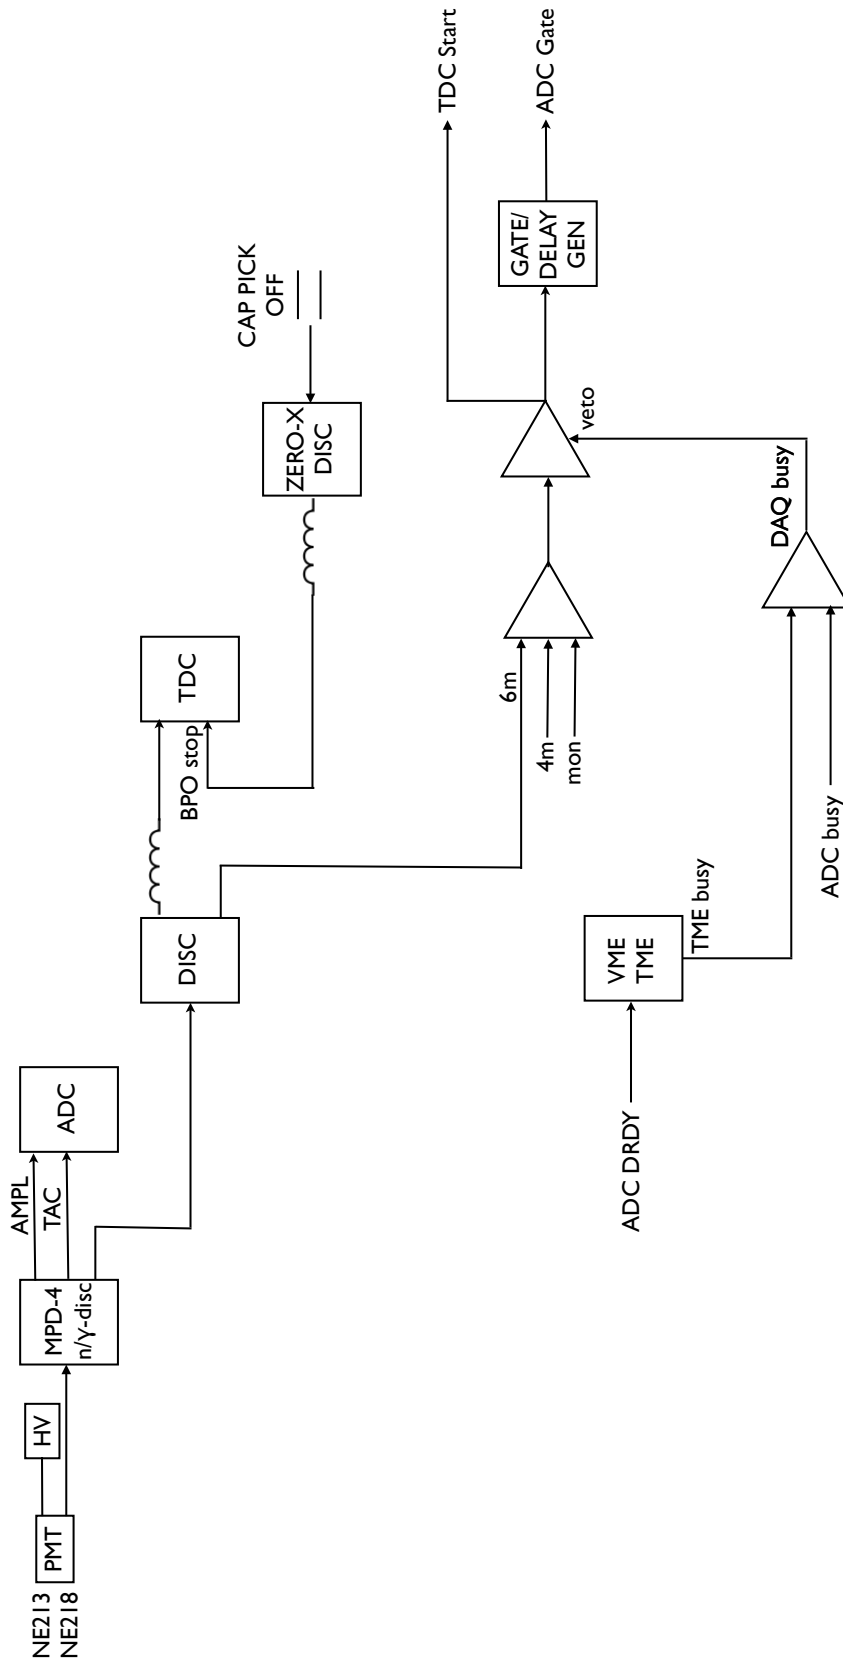 NE213
NE218
PMT
HV
MPD-4
n/γ-disc
AMPL
TAC
ADC
DISC
TDC
BPO stop
ZERO-X
DISC
CAP PICK
OFF
6m
4m
mon
TDC Start
GATE/
DELAY
GEN
ADC Gate
veto
DAQ busy
ADC DRDY
VME
TME
TME busy
ADC busy